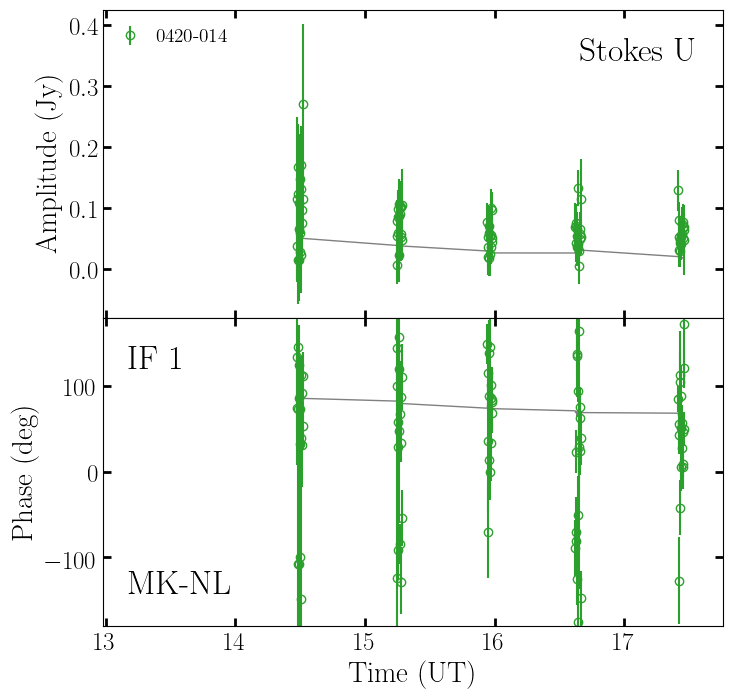 0.4
0420-014
Stokes U
0.3
0.2
0.1
0.0
Amplitude (Jy)
IF 1
100
0
−100
Phase (deg)
MK-NL
13 14 15 16 17
Time (UT)